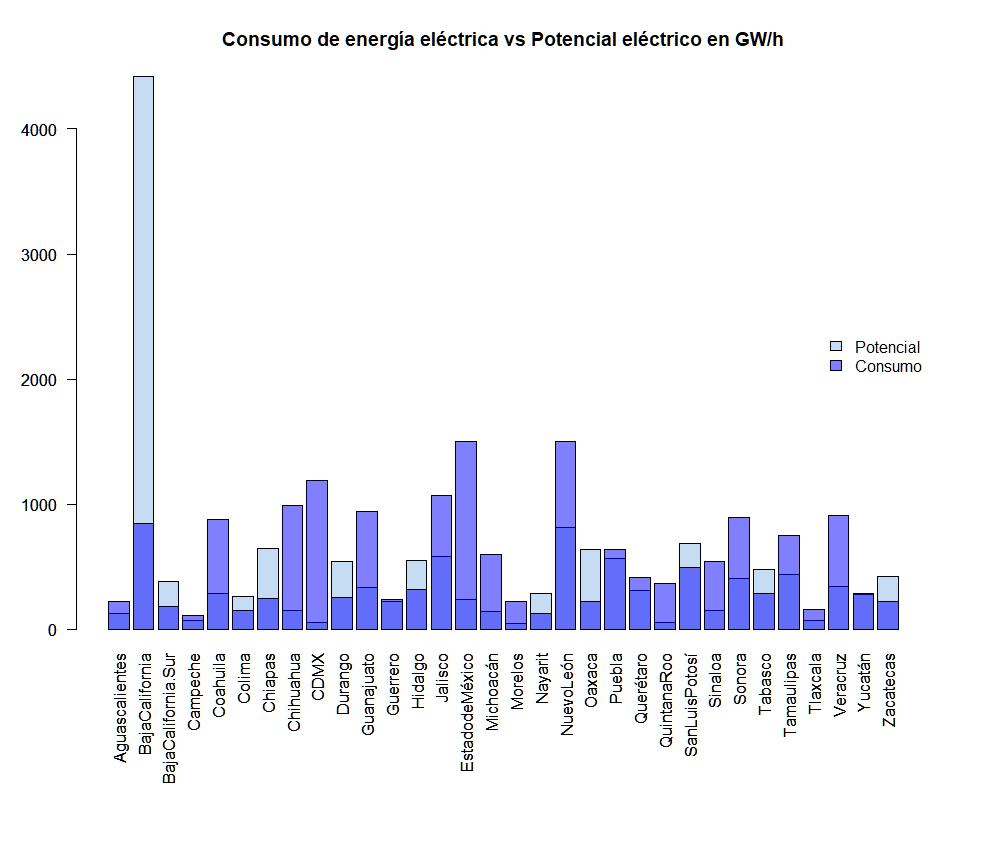 Consumo de energía eléctrica vs Potencial eléctrico en GW/h
4000
3000
2000
1000
0
Potencial
Consumo
Aguascalientes
BajaCalifornia
BajaCalifornia.Sur
Campeche
Coahuila
Colima
Chiapas
Chihuahua
CDMX
Durango
Guanajuato
Guerrero
Hidalgo
Jalisco
EstadodeMéxico
Michoacán
Morelos
Nayarit
NuevoLeón
Oaxaca
Puebla
Querétaro
QuintanaRoo
SanLuisPotosí
Sinaloa
Sonora
Tabasco
Tamaulipas
Tlaxcala
Veracruz
Yucatán
Zacatecas